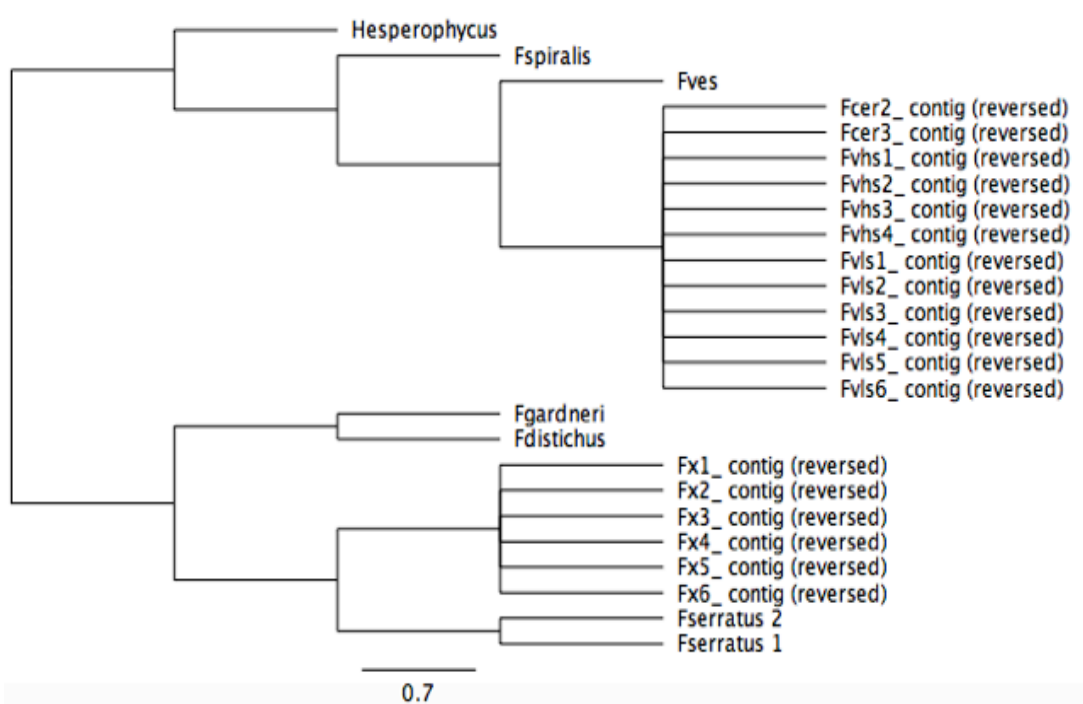 Hesperophycus
Fspiralis
Fves
Fcer2_ contig (reversed)
Fcer3_ contig (reversed)
Fvhs1_ contig (reversed)
Fvhs2_ contig (reversed)
Fvhs3_ contig (reversed)
Fvhs4_ contig (reversed)
Fvls1_ contig (reversed)
Fvls2_ contig (reversed)
Fvls3_ contig (reversed)
Fvls4_ contig (reversed)
Fvls5_ contig (reversed)
Fvls6_ contig (reversed)
Fgardneri
Fdistichus
Fx1_ contig (reversed)
Fx2_ contig (reversed)
Fx3_ contig (reversed)
Fx4_ contig (reversed)
Fx5_ contig (reversed)
Fx6_ contig (reversed)
Fserratus 2
Fserratus 1
0.7